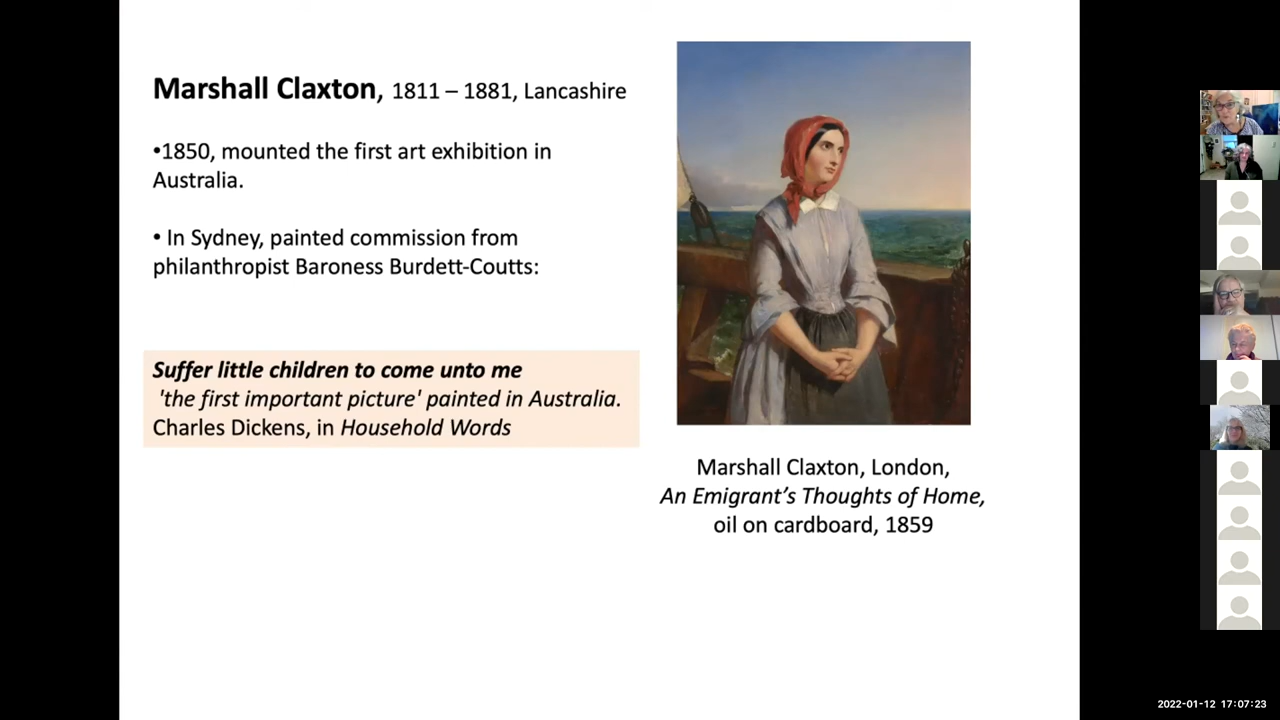 Marshall Claxton, 1811 – 1881, Lancashire
•1850, mounted the first art exhibition in
Australia.
• In Sydney, painted commission from
philanthropist Baroness Burdett-Coutts:
Suffer little children to come unto me
'the first important picture' painted in Australia.
Charles Dickens, in Household Words
Marshall Claxton, London,
An Emigrant’s Thoughts of Home,
oil on cardboard, 1859
2022-01-12 17:07:23